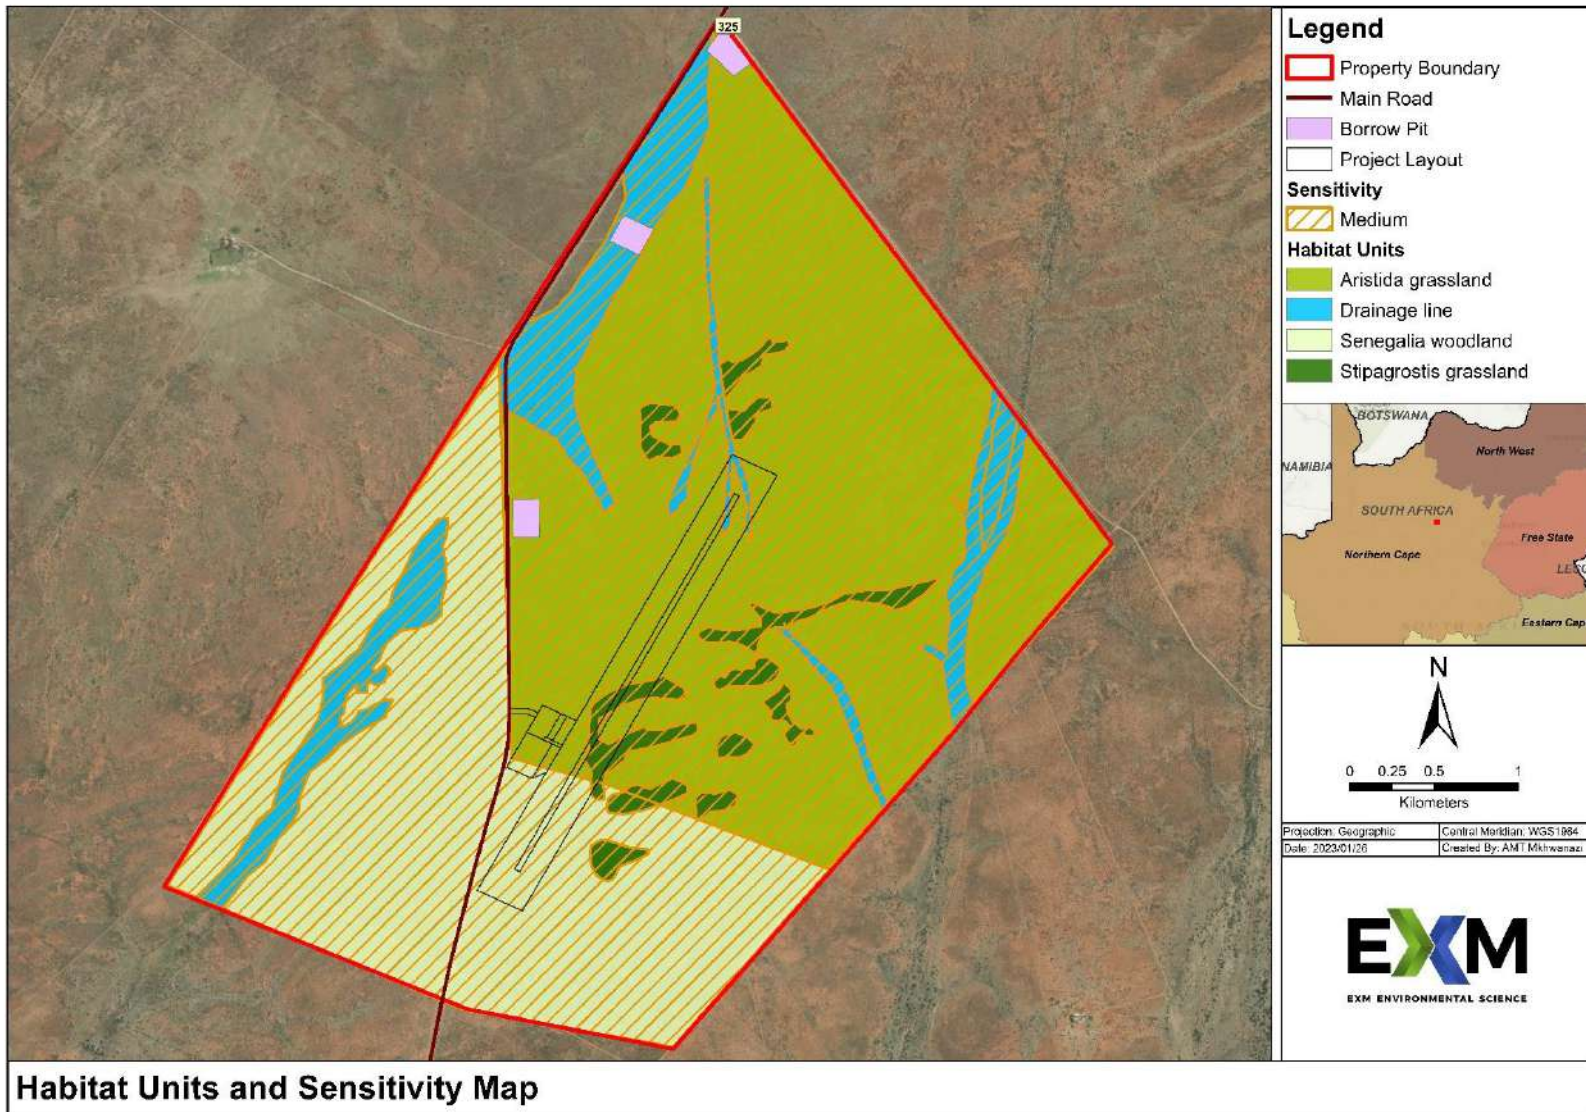 325
Legend
Property Boundary
Main Road
Borrow Pit
Project Layout
Sensitivity
Medium
Habitat Units
Aristida grassland
Drainage line
Senegalia woodland
Stipagrostis grassland
BOTSWANA
North West
NAMIBIA
SOUTH AFRICA
Free State
Northern Cape
LESO
Eastern Cap
N
0 0.25 0.5 1
Kilometers
Projection: Geographic Central Meridian: WGS1984
Date: 2023/01/26 Created By: AMT Mkhwanazi
EXM
EXM ENVIRONMENTAL SCIENCE
Habitat Units and Sensitivity Map